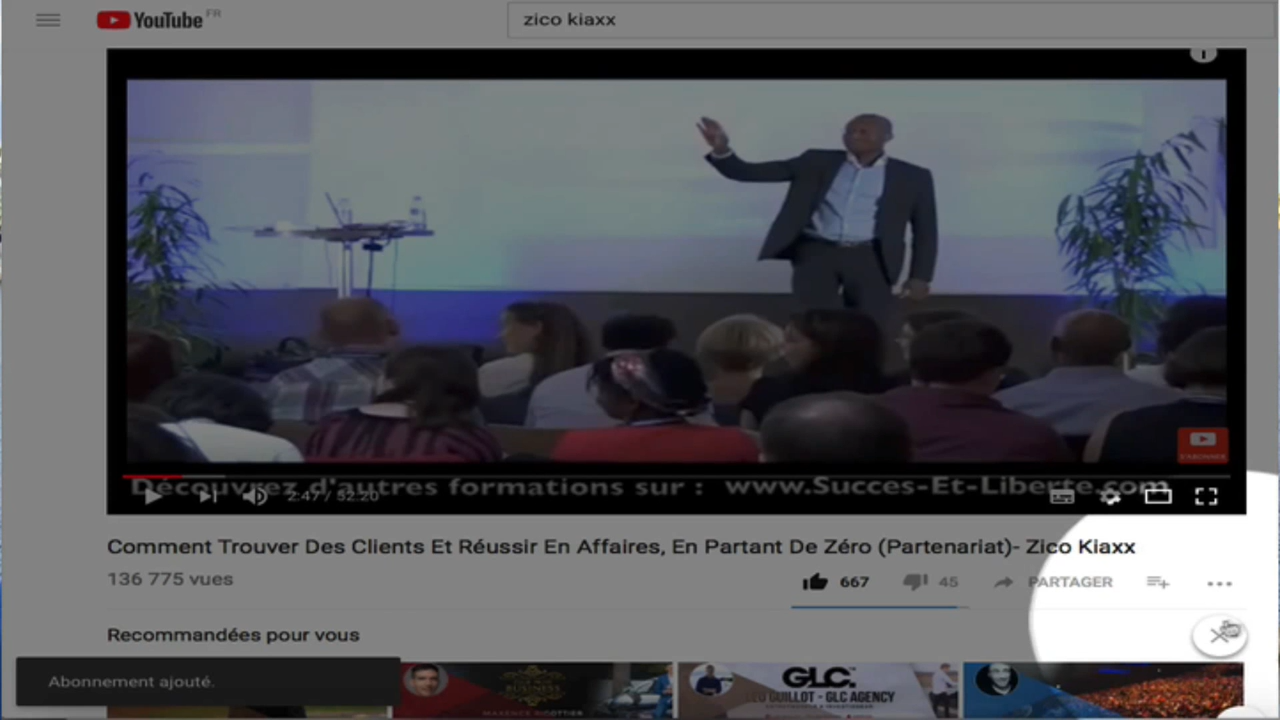 YouTube FR
zico kiaxx
S'ABONNER
Découvrez d'autres formations sur : www.Succes-Et-Liberte.com
2:47 / 52:20
Comment Trouver Des Clients Et Réussir En Affaires, En Partant De Zéro (Partenariat)- Zico Kiaxx
136 775 vues
667
45
PARTAGER
Recommandées pour vous
Abonnement ajouté.
BUSINESS
GLC
GUILLOT - GLC AGENCY